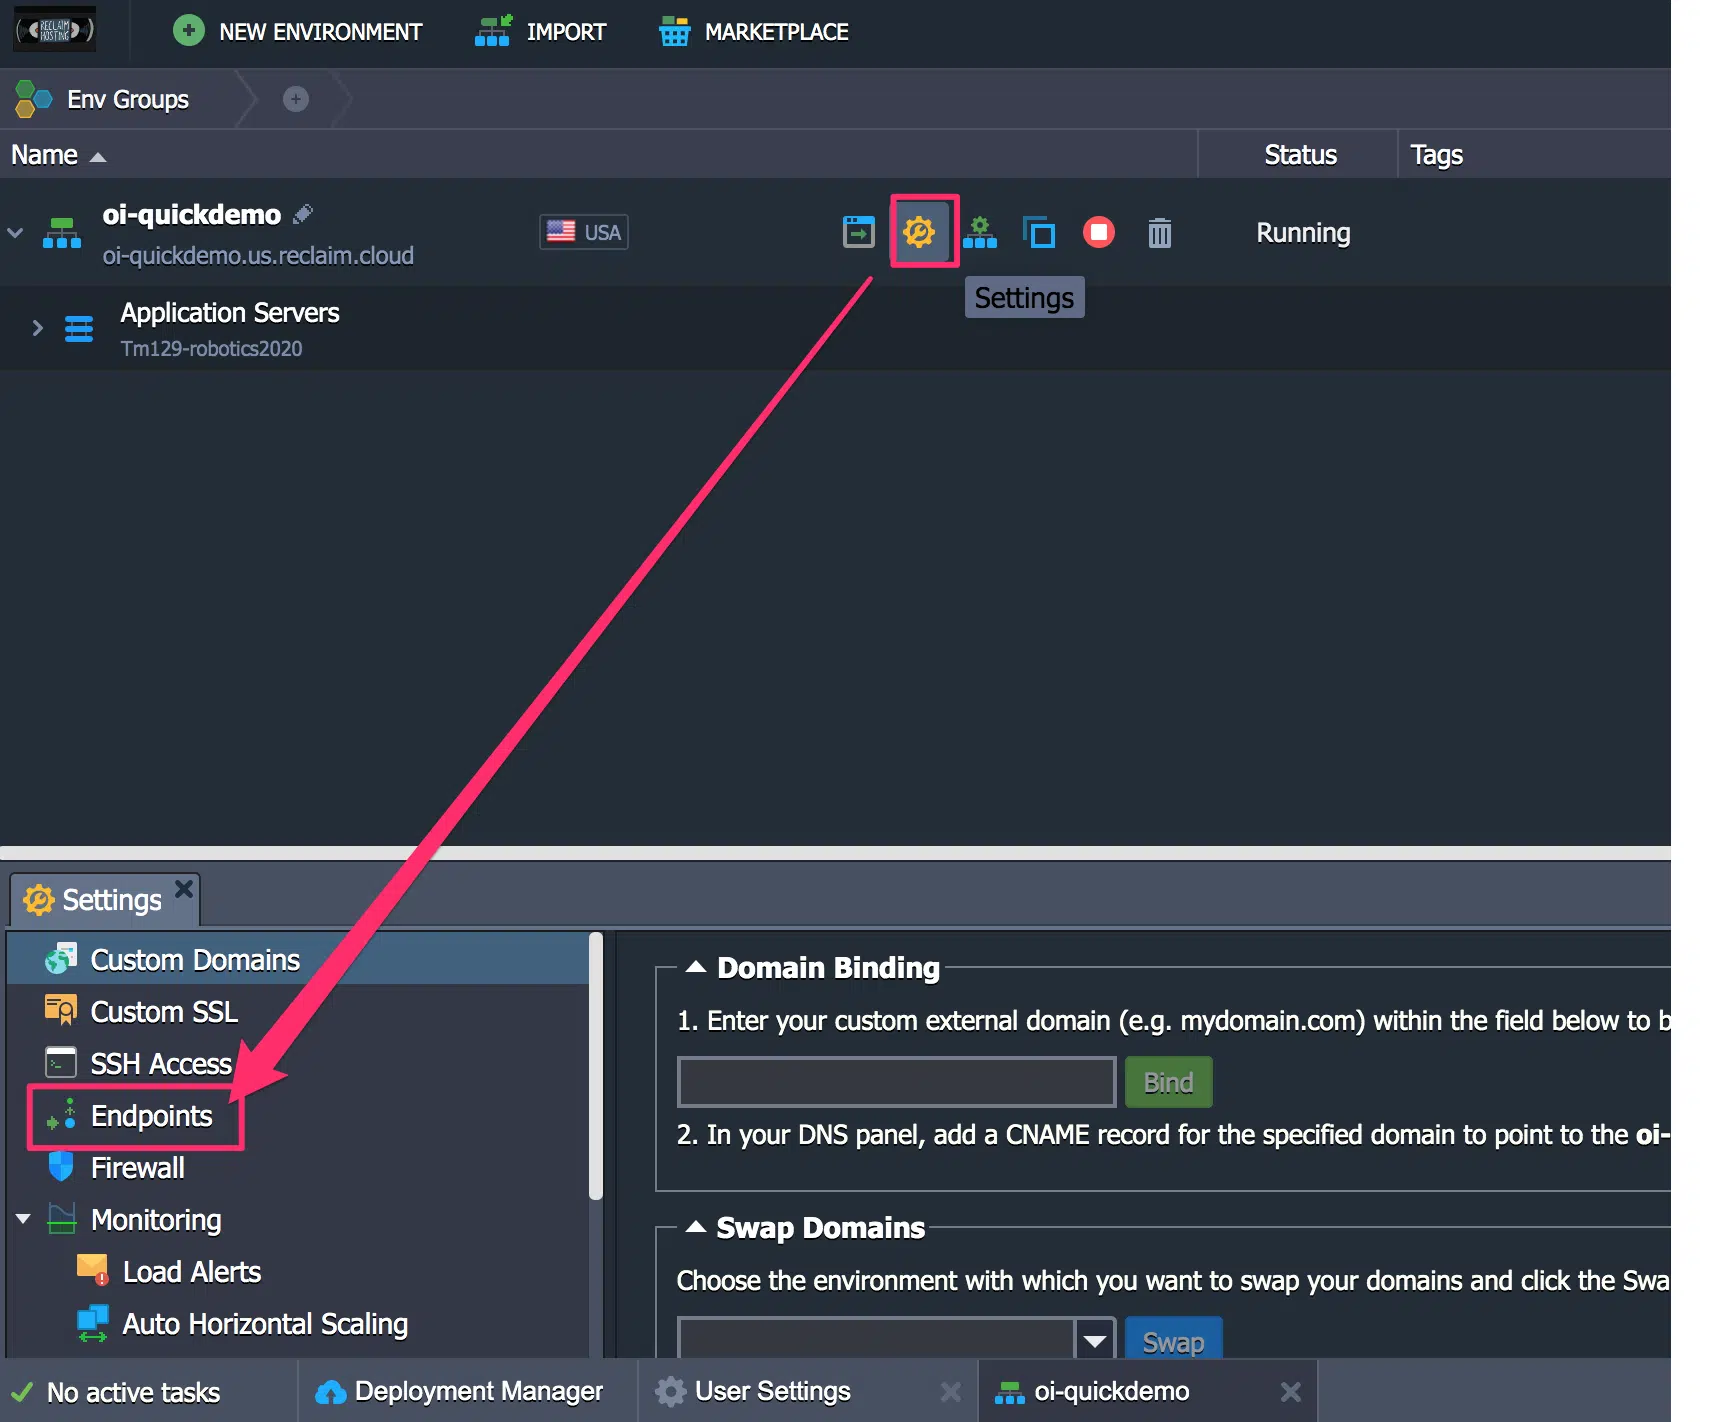 RECLAIM
HOSTING
NEW ENVIRONMENT
IMPORT
MARKETPLACE
Env Groups
Name
Status
Tags
oi-quickdemo
oi-quickdemo.us.reclaim.cloud
USA
Running
Settings
Application Servers
Tm129-robotics2020
Settings
Custom Domains
Custom SSL
SSH Access
Endpoints
Firewall
Monitoring
Load Alerts
Auto Horizontal Scaling
Domain Binding
1. Enter your custom external domain (e.g. mydomain.com) within the field below to b
Bind
2. In your DNS panel, add a CNAME record for the specified domain to point to the oi-
Swap Domains
Choose the environment with which you want to swap your domains and click the Swa
Swap
No active tasks
Deployment Manager
User Settings
oi-quickdemo